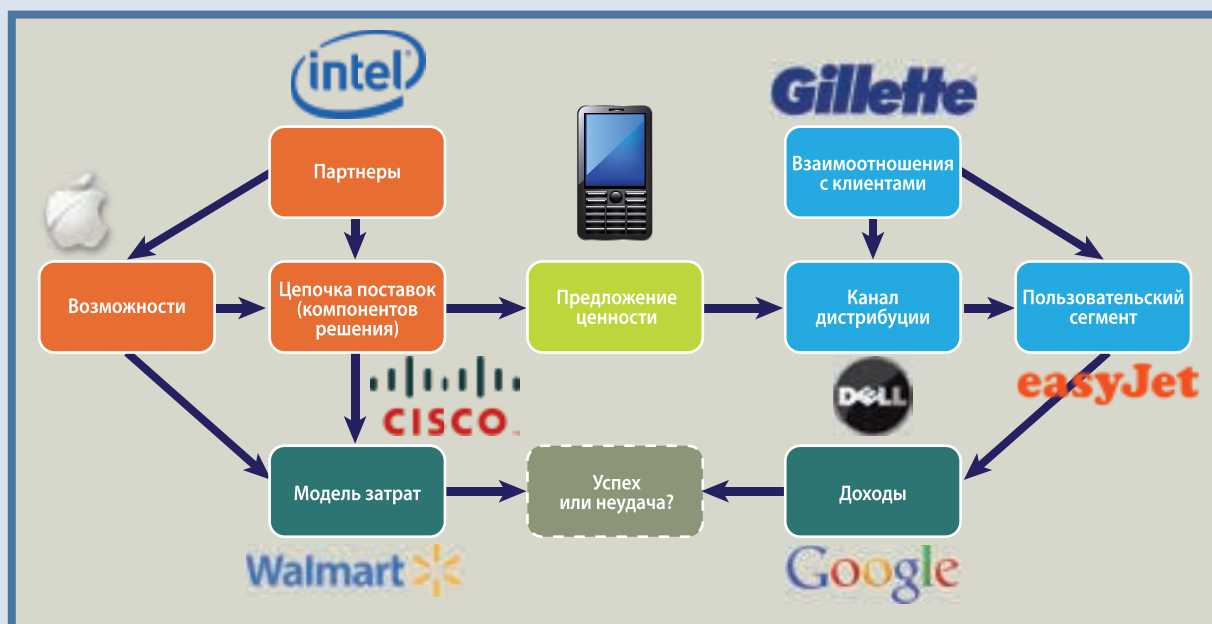 intel
Gillette
Партнеры
Взаимоотношения
с клиентами
Возможности
Цепочка поставок
(компонентов
решения)
Предложение
ценности
Канал
дистрибуции
Пользовательский
сегмент
CISCO
DELL
easyJet
Модель затрат
Успех
или неудача?
Доходы
Walmart
Google